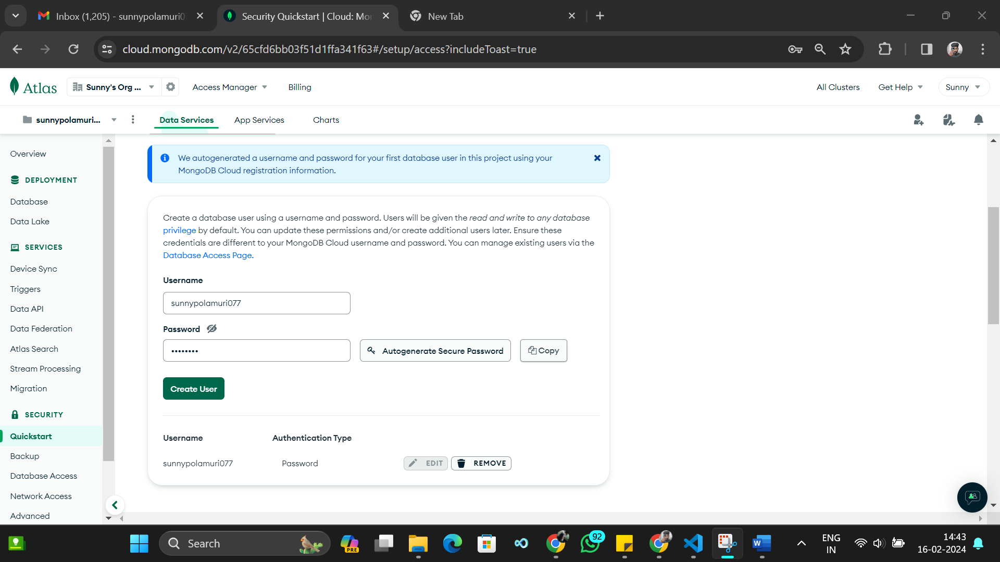 Inbox (1,205) - sunnypolamuri0
Security Quickstart | Cloud: Mon
New Tab
cloud.mongodb.com/v2/65cfd6bb03f51d1ffa341f63#/setup/access?includeToast=true
Atlas
Sunny's Org ...
Access Manager
Billing
All Clusters
Get Help
Sunny
sunnypolamuri...
Data Services
App Services
Charts
Overview
DEPLOYMENT
Database
Data Lake
SERVICES
Device Sync
Triggers
Data API
Data Federation
Atlas Search
Stream Processing
Migration
SECURITY
Quickstart
Backup
Database Access
Network Access
Advanced
We autogenerated a username and password for your first database user in this project using your
MongoDB Cloud registration information.
Create a database user using a username and password. Users will be given the read and write to any database
privilege by default. You can update these permissions and/or create additional users later. Ensure these
credentials are different to your MongoDB Cloud username and password. You can manage existing users via the
Database Access Page.
Username
sunnypolamuri077
Password
••••••••
Autogenerate Secure Password
Copy
Create User
Username
Authentication Type
sunnypolamuri077
Password
EDIT
REMOVE
Search
PRE
92
W
ENG
IN
14:43
16-02-2024